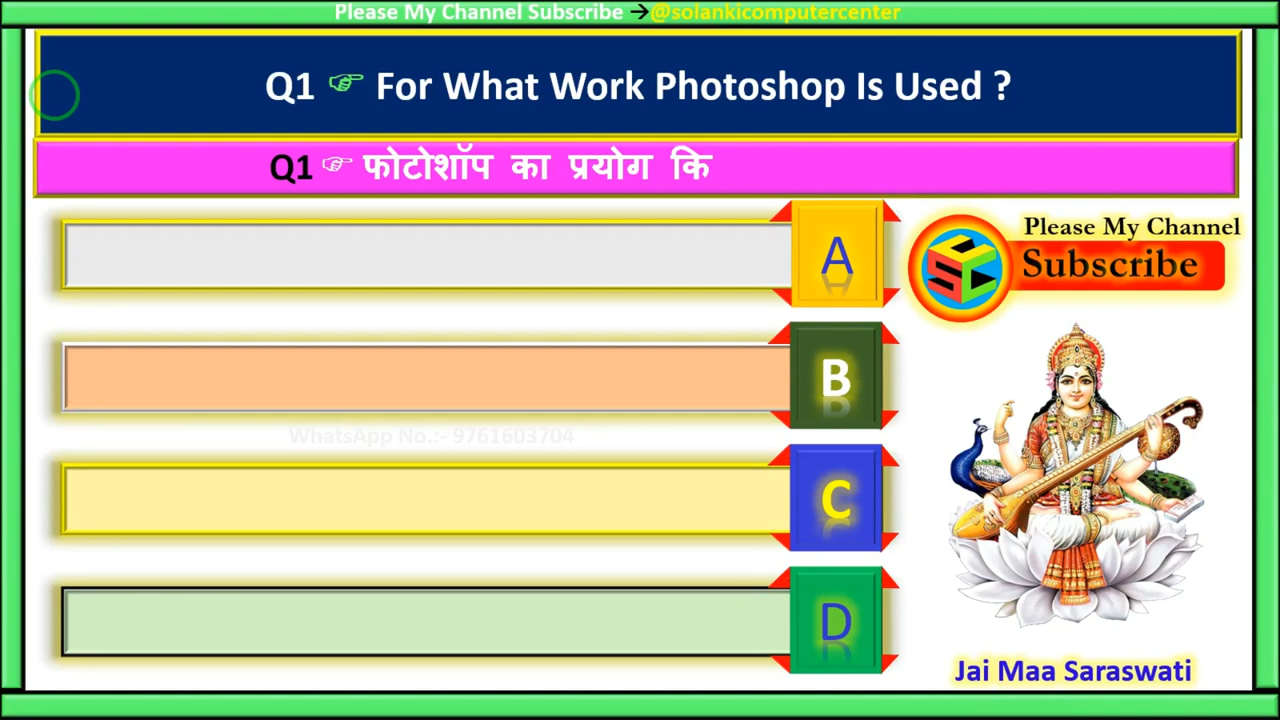 Please My Channel Subscribe →@solankicomputercenter
Q1 ☞ For What Work Photoshop Is Used ?
Q1 ☞ फोटोशॉप का प्रयोग कि
A
Please My Channel
Subscribe
SCC
B
WhatsApp No.:- 9761603704
C
D
Jai Maa Saraswati